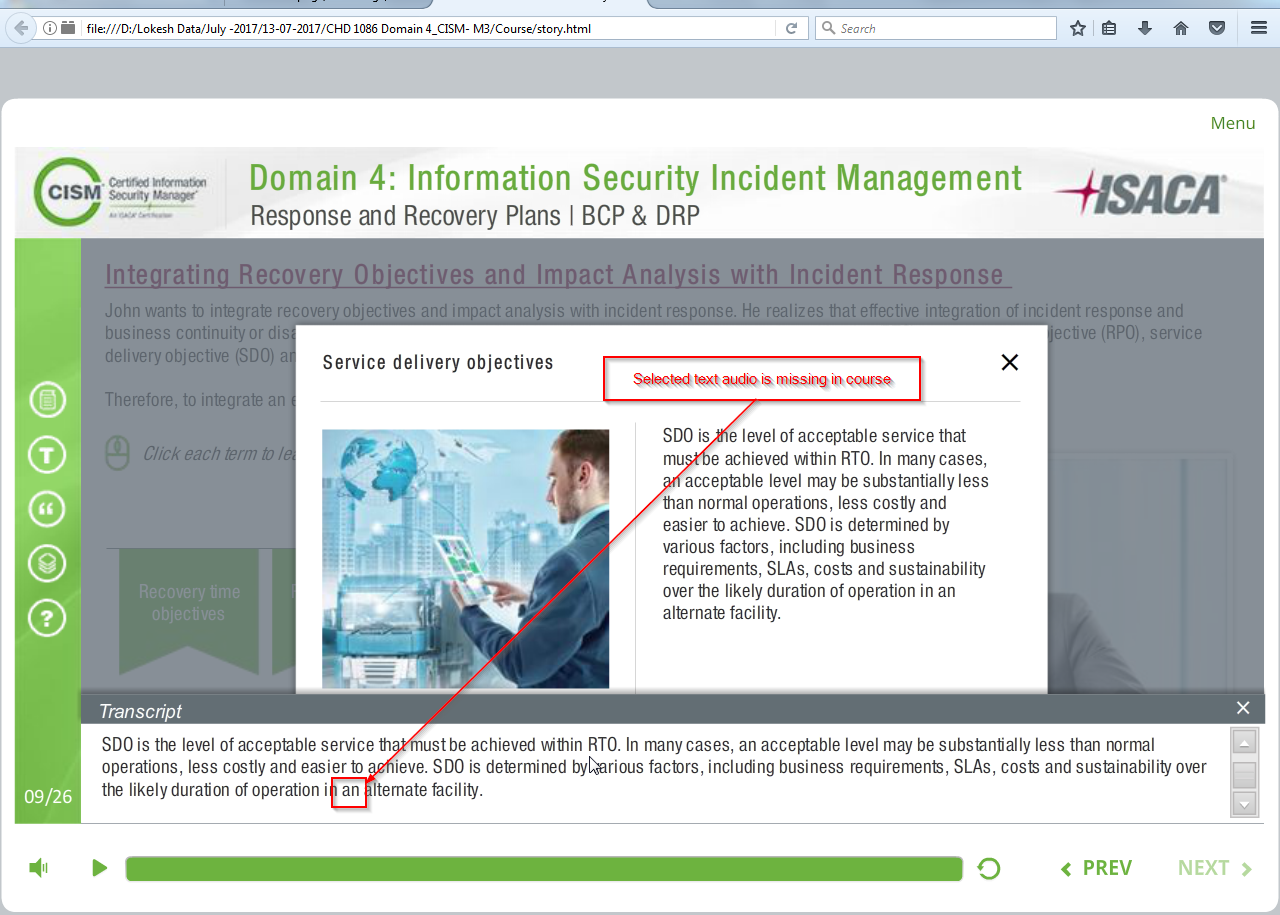 file:///D:/Lokesh Data/July -2017/13-07-2017/CHD 1086 Domain 4_CISM- M3/Course/story.html
Search
Menu
CISM
Certified Information
Security Manager
An ISACA Certification
Domain 4: Information Security Incident Management
Response and Recovery Plans | BCP & DRP
ISACA
Integrating Recovery Objectives and Impact Analysis with Incident Response
John wants to integrate recovery objectives and impact analysis with incident response. He realizes that effective integration of incident response and
business continuity or jective (RPO), service
delivery objective (SDO)
Therefore, to integrate an
Click each term to
Recovery time
objectives
Service delivery objectives
Selected text audio is missing in course
SDO is the level of acceptable service that
must be achieved within RTO. In many cases,
an acceptable level may be substantially less
than normal operations, less costly and
easier to achieve. SDO is determined by
various factors, including business
requirements, SLAs, costs and sustainability
over the likely duration of operation in an
alternate facility.
Transcript
SDO is the level of acceptable service that must be achieved within RTO. In many cases, an acceptable level may be substantially less than normal
operations, less costly and easier to achieve. SDO is determined by various factors, including business requirements, SLAs, costs and sustainability over
the likely duration of operation in an alternate facility.
09/26
PREV
NEXT